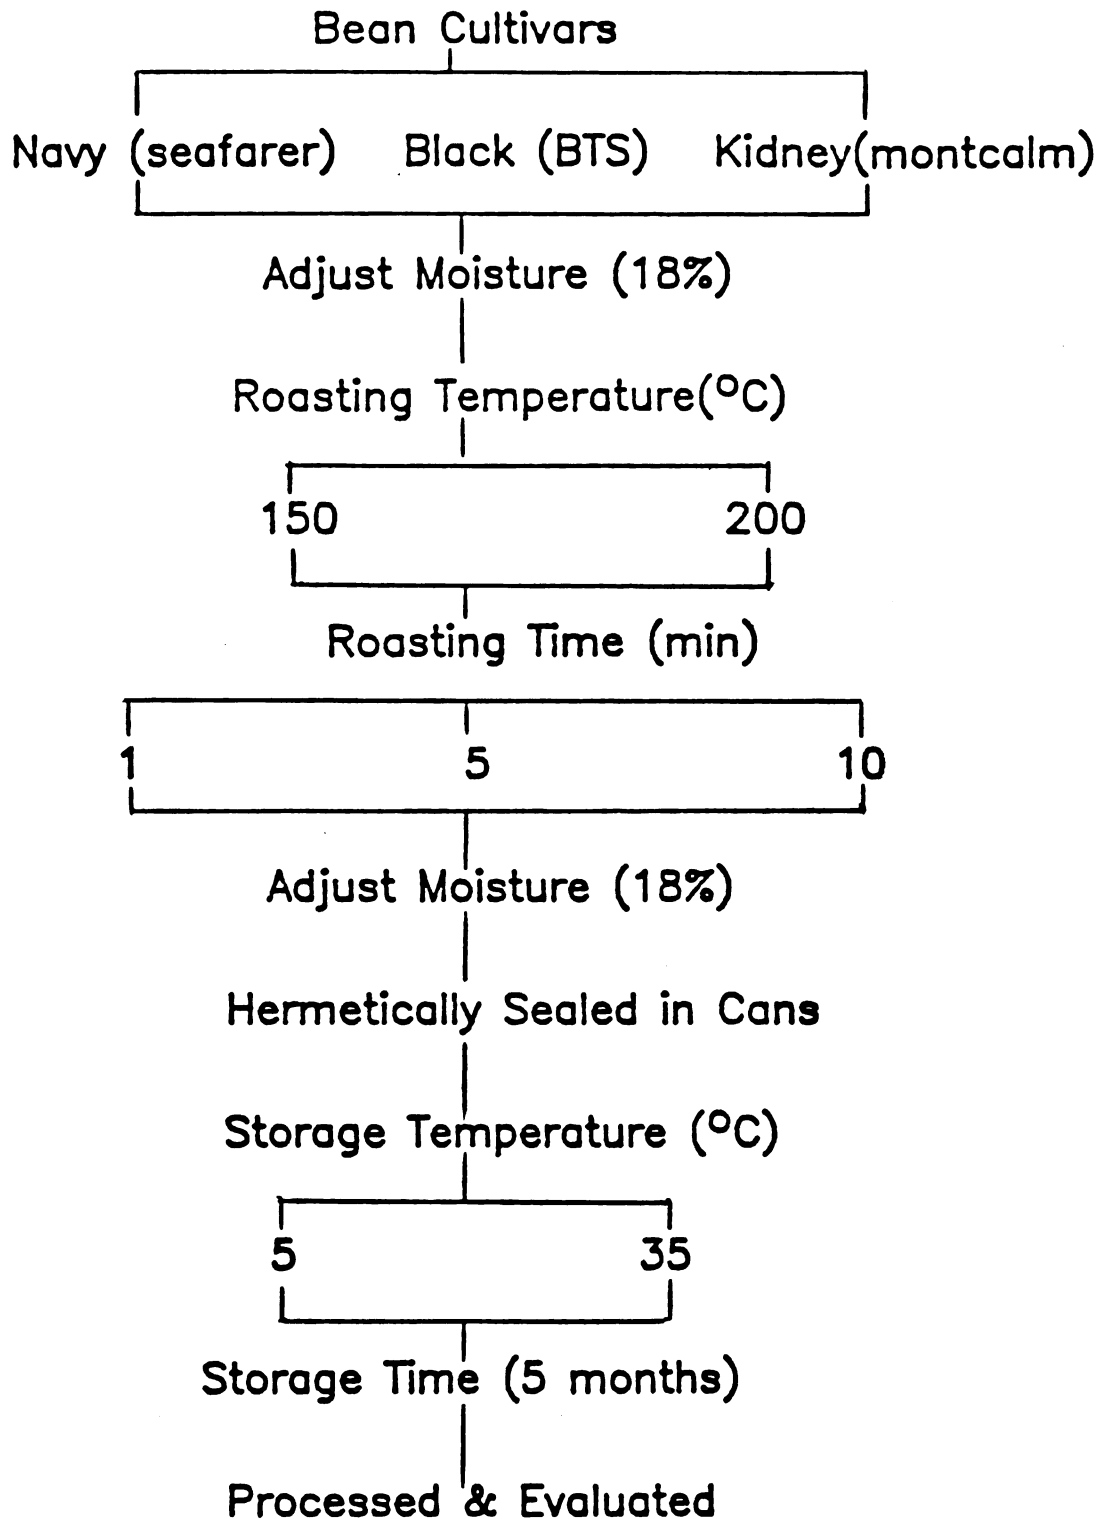 Bean Cultivars
Navy (seafarer) Black (BTS) Kidney(montcalm)
Adjust Moisture (18%)
Roasting Temperature(°C)
150 200
Roasting Time (min)
1 5 10
Adjust Moisture (18%)
Hermetically Sealed in Cans
Storage Temperature (°C)
5 35
Storage Time (5 months)
Processed & Evaluated